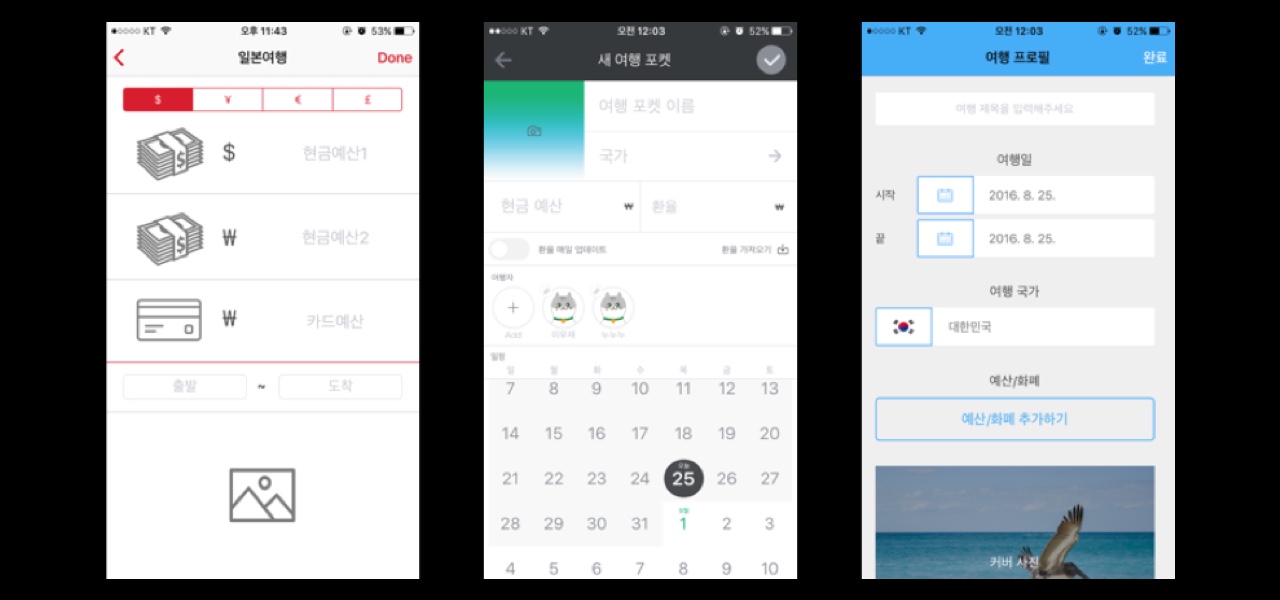 KT 오후 11:43 53%
일본여행 Done
$ ¥ € £
$ 현금예산1
₩ 현금예산2
₩ 카드예산
출발 ~ 도착
KT 오전 12:03 52%
새 여행 포켓
여행 포켓 이름
국가
현금 예산 ₩ 환율 ₩
환율 매일 업데이트 환율 가져오기
여행자
Add 누누누
일정
일 월 화 수 목 금 토
7 8 9 10 11 12 13
14 15 16 17 18 19 20
오늘
21 22 23 24 25 26 27
9월
28 29 30 31 1 2 3
4 5 6 7 8 9 10
KT 오전 12:03 52%
여행 프로필 완료
여행 제목을 입력해주세요
여행일
시작 2016. 8. 25.
끝 2016. 8. 25.
여행 국가
대한민국
예산/화폐
예산/화폐 추가하기
커버 사진